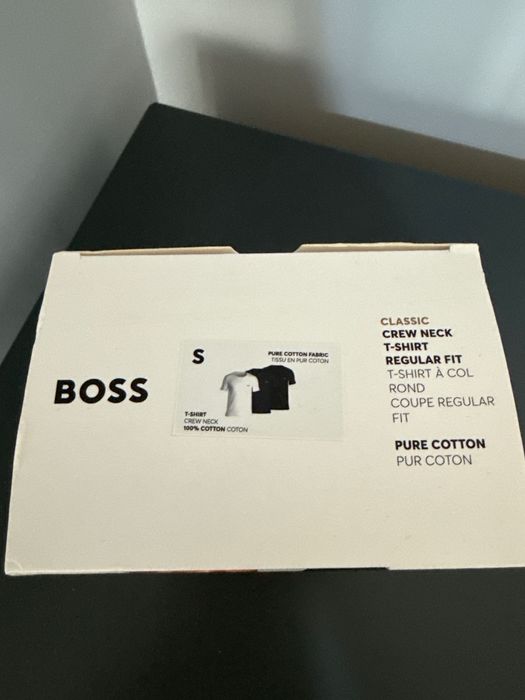 BOSS
S
PURE COTTON FABRIC
TISSU EN PUR COTON
T-SHIRT
CREW NECK
100% COTTON COTON
CLASSIC
CREW NECK
T-SHIRT
REGULAR FIT
T-SHIRT À COL
ROND
COUPE REGULAR
FIT
PURE COTTON
PUR COTON